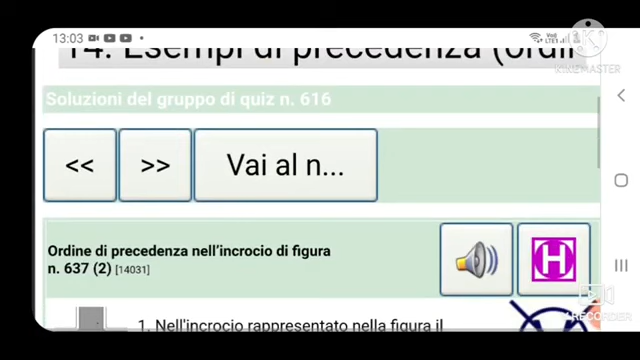 13:03
14. Esempi di precedenza (ordin
KINEMASTER
Soluzioni del gruppo di quiz n. 616
<<
>>
Vai al n...
Ordine di precedenza nell'incrocio di figura
n. 637 (2) [14031]
H
RECORDER
1. Nell'incrocio rappresentato nella figura il